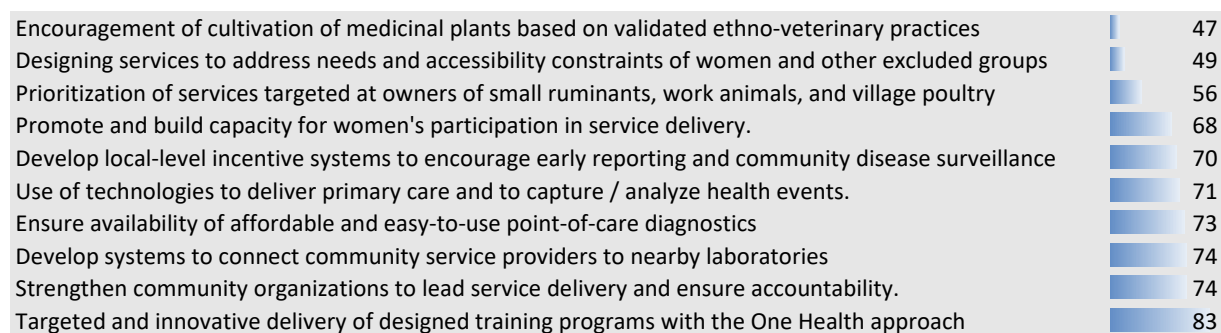 Encouragement of cultivation of medicinal plants based on validated ethno-veterinary practices 47
Designing services to address needs and accessibility constraints of women and other excluded groups 49
Prioritization of services targeted at owners of small ruminants, work animals, and village poultry 56
Promote and build capacity for women's participation in service delivery. 68
Develop local-level incentive systems to encourage early reporting and community disease surveillance 70
Use of technologies to deliver primary care and to capture / analyze health events. 71
Ensure availability of affordable and easy-to-use point-of-care diagnostics 73
Develop systems to connect community service providers to nearby laboratories 74
Strengthen community organizations to lead service delivery and ensure accountability. 74
Targeted and innovative delivery of designed training programs with the One Health approach 83